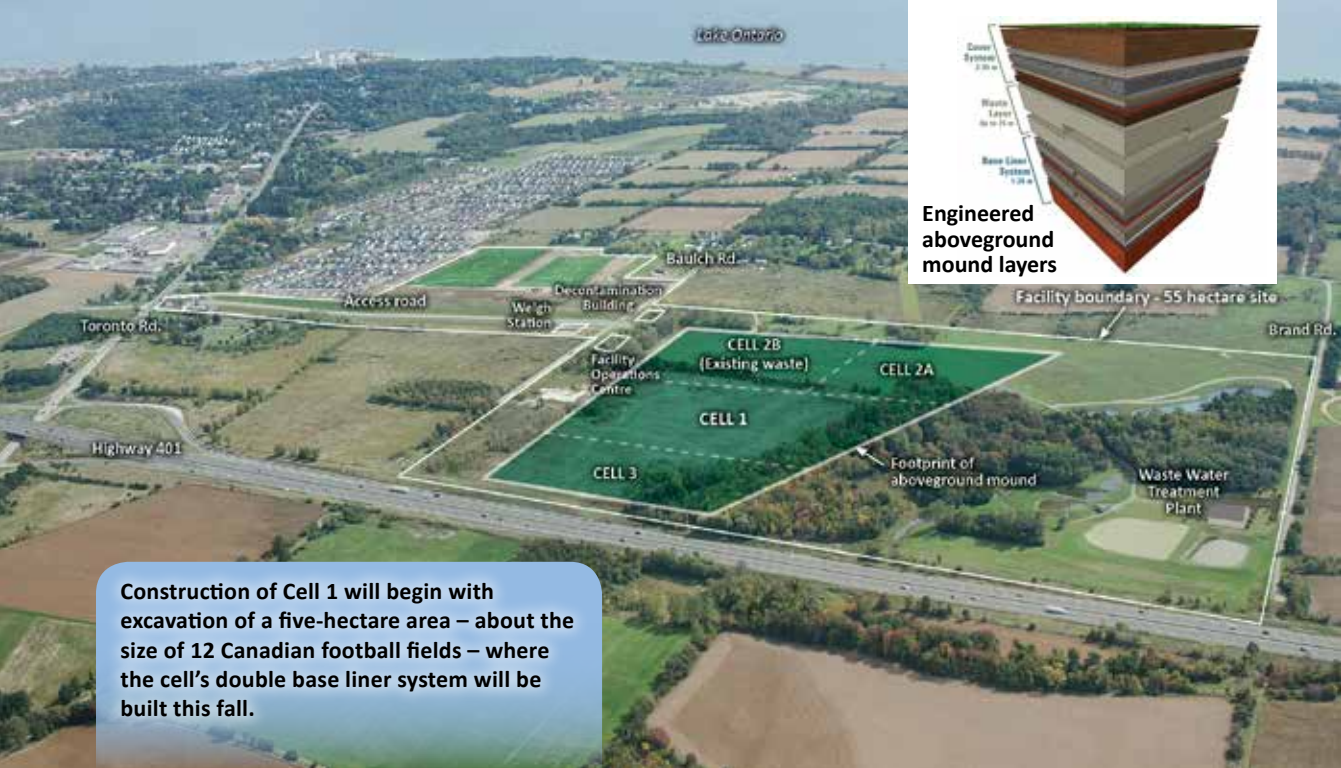 Lake Ontario
Cover
System
Waste
Layer
Base Liner
System
Engineered
aboveground
mound layers
Baulch Rd.
Access road
Decontamination
Building
Weigh
Station
Facility boundary - 55 hectare site
Toronto Rd.
Brand Rd.
CELL 2B
(Existing waste)
CELL 2A
Facility
Operations
Centre
CELL 1
Highway 401
CELL 3
Footprint of
aboveground mound
Waste Water
Treatment
Plant
Construction of Cell 1 will begin with
excavation of a five-hectare area – about the
size of 12 Canadian football fields – where
the cell’s double base liner system will be
built this fall.